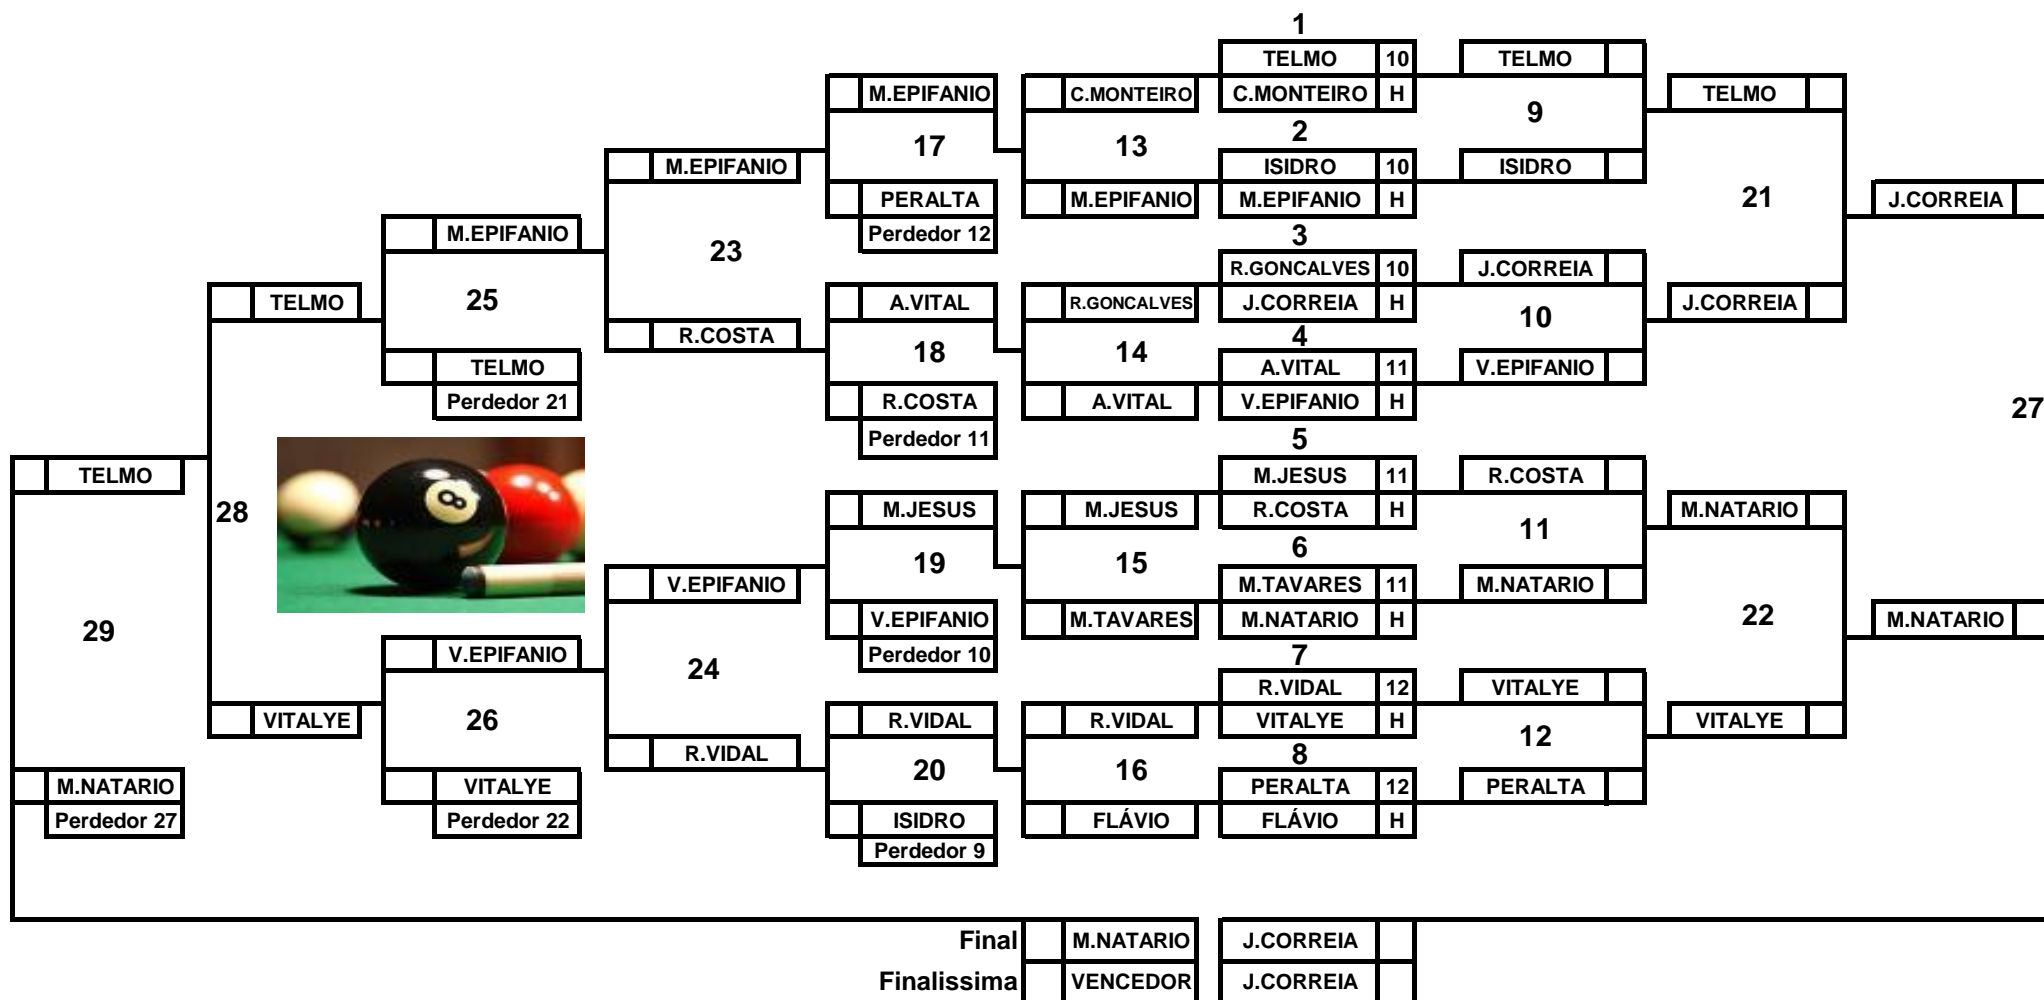 1
TELMO 10 TELMO
M.EPIFANIO C.MONTEIRO C.MONTEIRO H TELMO
17 13 2 9
M.EPIFANIO ISIDRO 10 ISIDRO
PERALTA M.EPIFANIO M.EPIFANIO H 21 J.CORREIA
M.EPIFANIO Perdedor 12 3
23
R.GONCALVES 10 J.CORREIA
TELMO 25 A.VITAL R.GONCALVES J.CORREIA H J.CORREIA
R.COSTA 18 14 4 10
TELMO A.VITAL 11 V.EPIFANIO
Perdedor 21 R.COSTA A.VITAL V.EPIFANIO H 27
Perdedor 11 5
TELMO M.JESUS 11 R.COSTA
28 8 M.JESUS M.JESUS R.COSTA H M.NATARIO
19 15 6 11
V.EPIFANIO M.TAVARES 11 M.NATARIO
29 V.EPIFANIO M.TAVARES M.NATARIO H 22 M.NATARIO
V.EPIFANIO Perdedor 10 7
24
R.VIDAL 12 VITALYE
VITALYE 26 R.VIDAL R.VIDAL VITALYE H VITALYE
R.VIDAL 20 16 8 12
M.NATARIO VITALYE PERALTA 12 PERALTA
Perdedor 27 Perdedor 22 ISIDRO FLÁVIO FLÁVIO H
Perdedor 9
Final M.NATARIO J.CORREIA
Finalissima VENCEDOR J.CORREIA